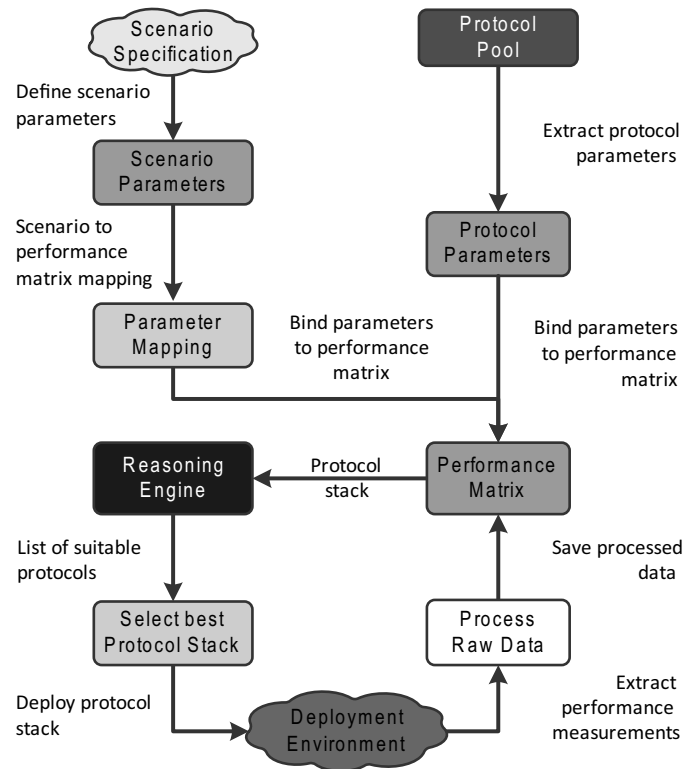 Scenario
Specification
Protocol
Pool
Define scenario
parameters
Extract protocol
parameters
Scenario
Parameters
Scenario to
performance
matrix mapping
Protocol
Parameters
Parameter
Mapping
Bind parameters
to performance
matrix
Bind parameters
to performance
matrix
Reasoning
Engine
Protocol
stack
Performance
Matrix
List of suitable
protocols
Save processed
data
Select best
Protocol Stack
Process
Raw Data
Deploy protocol
stack
Deployment
Environment
Extract
performance
measurements